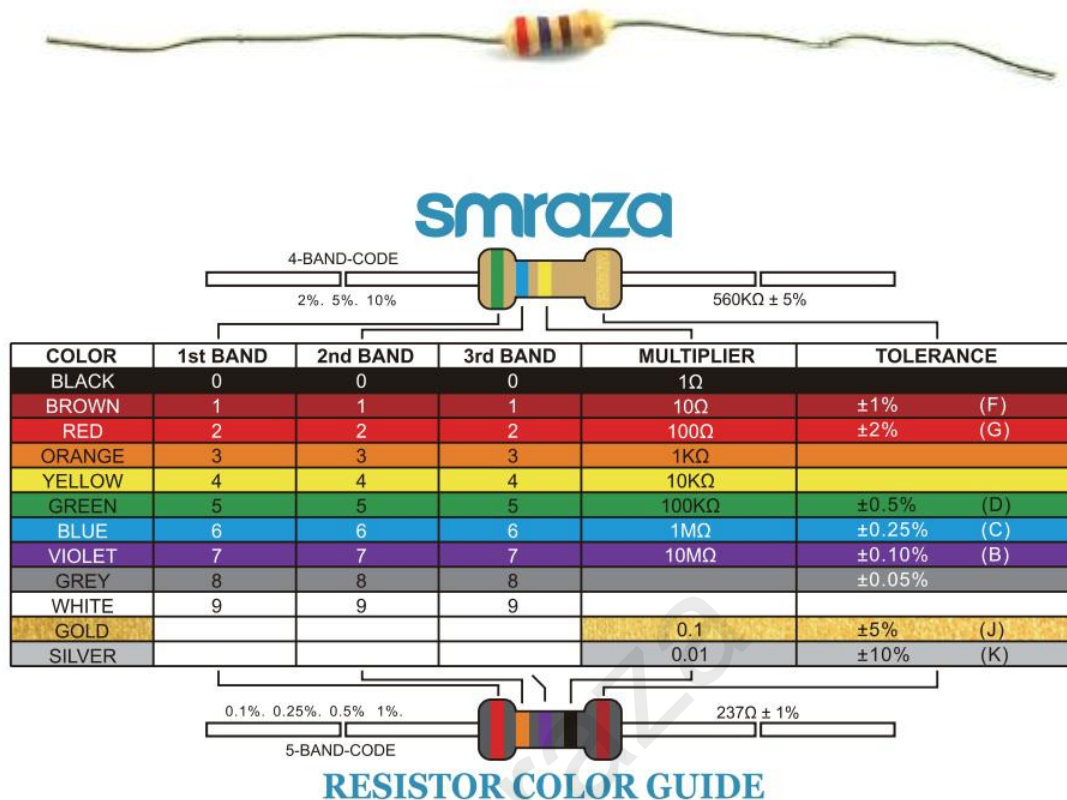 smraza
4-BAND-CODE
2%. 5%. 10%
560KΩ ± 5%
COLOR 1st BAND 2nd BAND 3rd BAND MULTIPLIER TOLERANCE
BLACK 0 0 0 1Ω
BROWN 1 1 1 10Ω ±1% (F)
RED 2 2 2 100Ω ±2% (G)
ORANGE 3 3 3 1KΩ
YELLOW 4 4 4 10KΩ
GREEN 5 5 5 100KΩ ±0.5% (D)
BLUE 6 6 6 1MΩ ±0.25% (C)
VIOLET 7 7 7 10MΩ ±0.10% (B)
GREY 8 8 8 ±0.05%
WHITE 9 9 9
GOLD 0.1 ±5% (J)
SILVER 0.01 ±10% (K)
0.1%. 0.25%. 0.5% 1%.
237Ω ± 1%
5-BAND-CODE
RESISTOR COLOR GUIDE